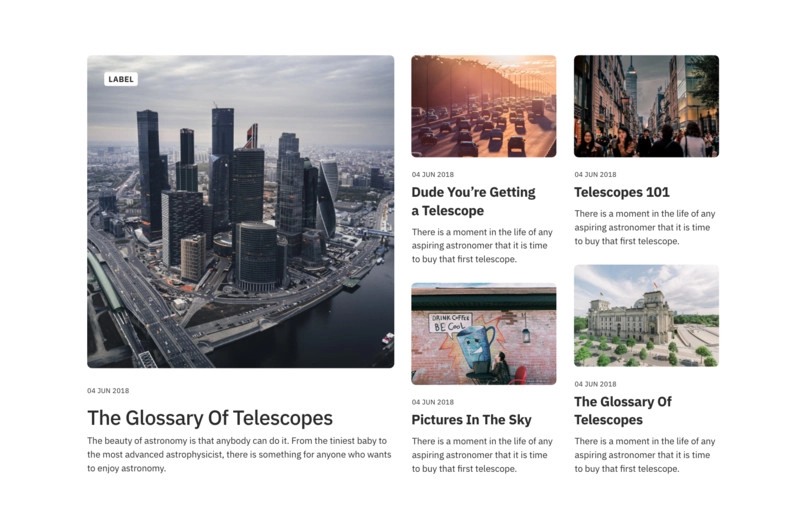 LABEL
04 JUN 2018
The Glossary Of Telescopes
The beauty of astronomy is that anybody can do it. From the tiniest baby to
the most advanced astrophysicist, there is something for anyone who wants
to enjoy astronomy.
04 JUN 2018
Dude You’re Getting
a Telescope
There is a moment in the life of any
aspiring astronomer that it is time
to buy that first telescope.
DRINK COFFEE
BE COOL
04 JUN 2018
Pictures In The Sky
There is a moment in the life of any
aspiring astronomer that it is time
to buy that first telescope.
04 JUN 2018
Telescopes 101
There is a moment in the life of any
aspiring astronomer that it is time
to buy that first telescope.
04 JUN 2018
The Glossary Of
Telescopes
There is a moment in the life of any
aspiring astronomer that it is time
to buy that first telescope.